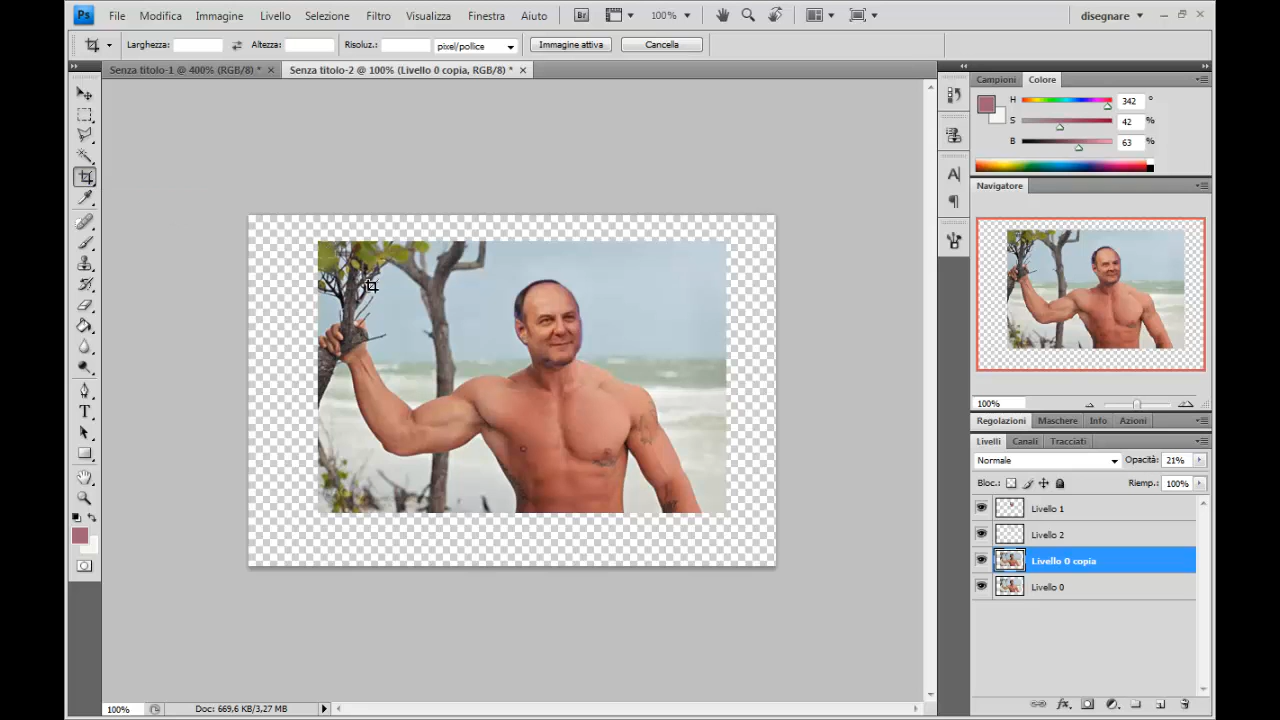 Ps File Modifica Immagine Livello Selezione Filtro Visualizza Finestra Aiuto Br 100% disegnare
Larghezza: Altezza: Risoluz.: pixel/pollice Immagine attiva Cancella
Senza titolo-1 @ 400% (RGB/8) * Senza titolo-2 @ 100% (Livello 0 copia, RGB/8) *
Campioni Colore
H 342 °
S 42 %
B 63 %
Navigatore
100%
Regolazioni Maschere Info Azioni
Livelli Canali Tracciati
Normale Opacità: 21%
Bloc.: Riemp.: 100%
Livello 1
Livello 2
Livello 0 copia
Livello 0
100% Doc: 669,6 KB/3,27 MB